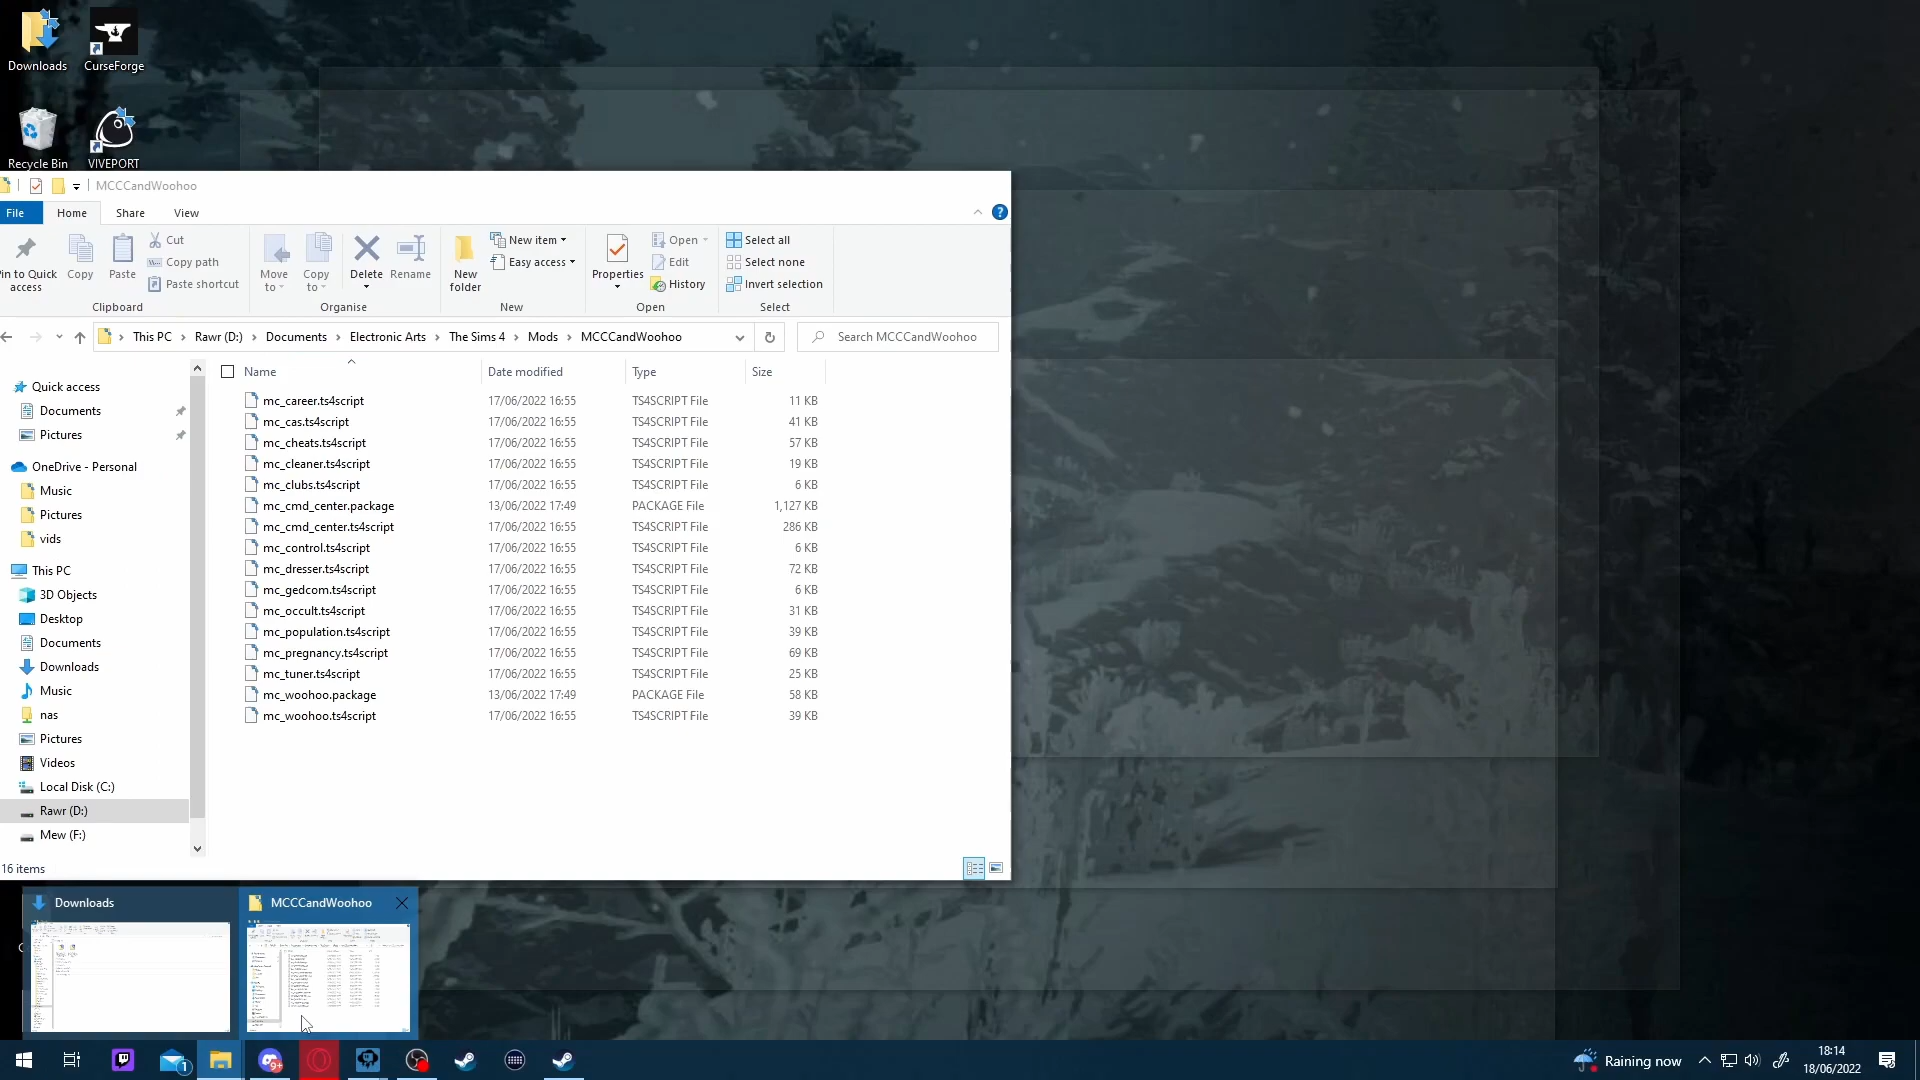 Downloads
CurseForge
Recycle Bin
VIVEPORT
MCCCandWoohoo
File Home Share View
Pin to Quick access
Copy
Paste
Cut
Copy path
Paste shortcut
Clipboard
Move to
Copy to
Delete
Rename
Organise
New folder
New item
Easy access
New
Properties
Open
Edit
History
Open
Select all
Select none
Invert selection
Select
This PC > Rawr (D:) > Documents > Electronic Arts > The Sims 4 > Mods > MCCCandWoohoo
Search MCCCandWoohoo
Quick access
Documents
Pictures
OneDrive - Personal
Music
Pictures
vids
This PC
3D Objects
Desktop
Documents
Downloads
Music
nas
Pictures
Videos
Local Disk (C:)
Rawr (D:)
Mew (F:)
Name Date modified Type Size
mc_career.ts4script 17/06/2022 16:55 TS4SCRIPT File 11 KB
mc_cas.ts4script 17/06/2022 16:55 TS4SCRIPT File 41 KB
mc_cheats.ts4script 17/06/2022 16:55 TS4SCRIPT File 57 KB
mc_cleaner.ts4script 17/06/2022 16:55 TS4SCRIPT File 19 KB
mc_clubs.ts4script 17/06/2022 16:55 TS4SCRIPT File 6 KB
mc_cmd_center.package 13/06/2022 17:49 PACKAGE File 1,127 KB
mc_cmd_center.ts4script 17/06/2022 16:55 TS4SCRIPT File 286 KB
mc_control.ts4script 17/06/2022 16:55 TS4SCRIPT File 6 KB
mc_dresser.ts4script 17/06/2022 16:55 TS4SCRIPT File 72 KB
mc_gedcom.ts4script 17/06/2022 16:55 TS4SCRIPT File 6 KB
mc_occult.ts4script 17/06/2022 16:55 TS4SCRIPT File 31 KB
mc_population.ts4script 17/06/2022 16:55 TS4SCRIPT File 39 KB
mc_pregnancy.ts4script 17/06/2022 16:55 TS4SCRIPT File 69 KB
mc_tuner.ts4script 17/06/2022 16:55 TS4SCRIPT File 25 KB
mc_woohoo.package 13/06/2022 17:49 PACKAGE File 58 KB
mc_woohoo.ts4script 17/06/2022 16:55 TS4SCRIPT File 39 KB
16 items
Downloads
MCCCandWoohoo
1
9+
Raining now
18:14
18/06/2022